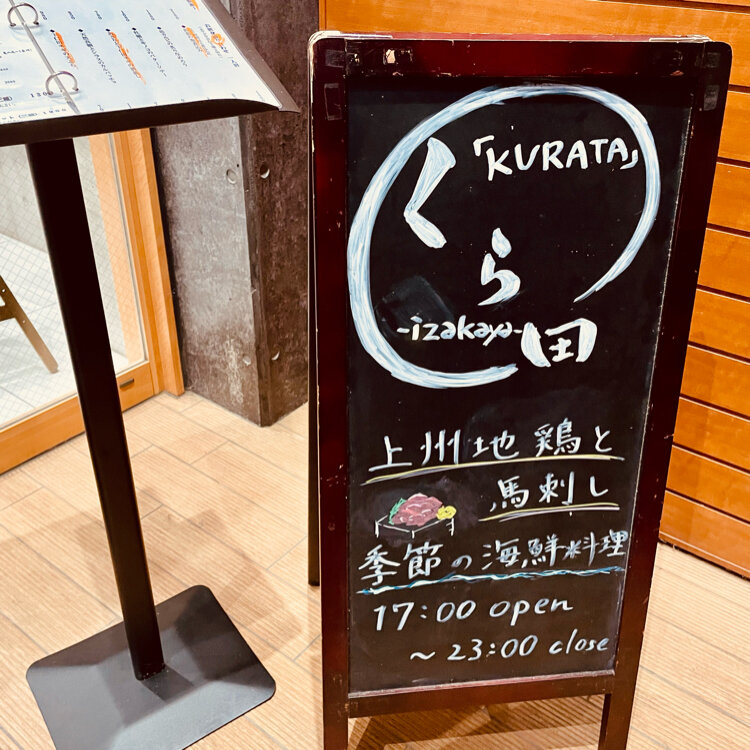 「KURATA」
くら田
-izakaya-
上州地鶏と
馬刺し
季節の海鮮料理
17:00 open
~ 23:00 close